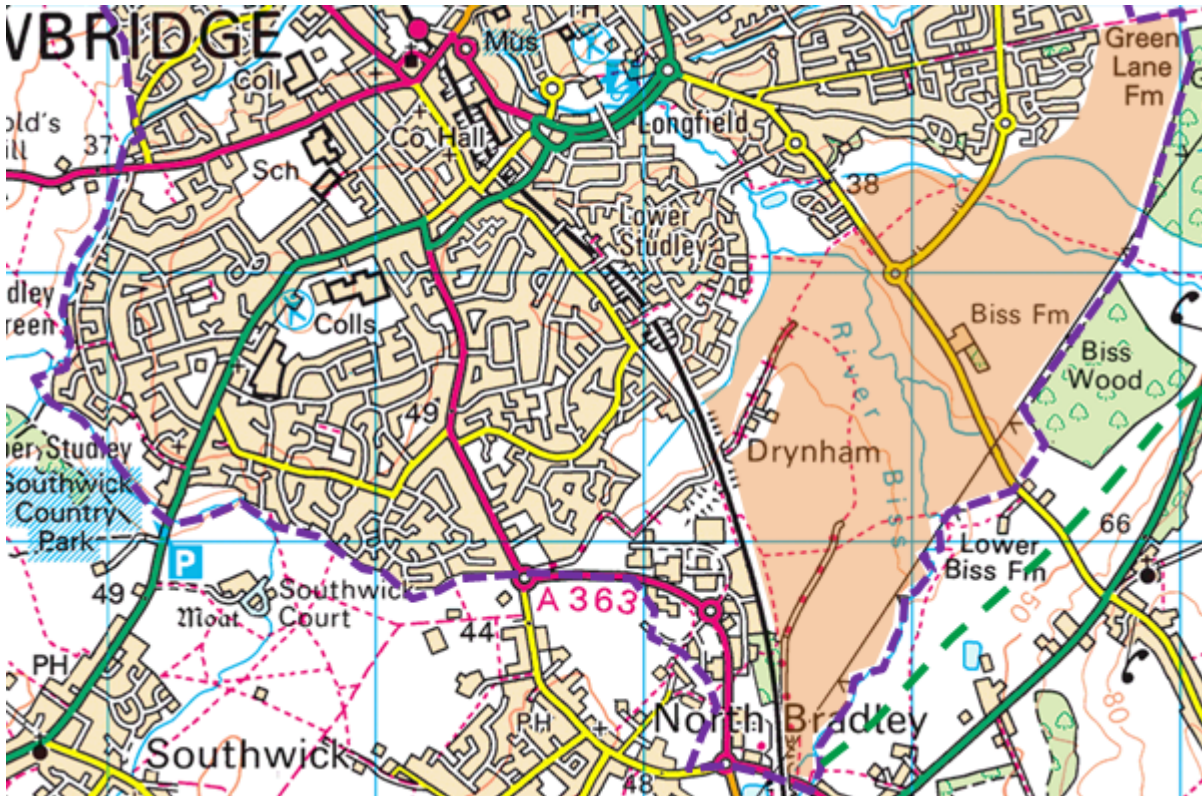 WBRIDGE
TH
Mus
Green
Lane
Fm
Coll
old's
ill
37
Co Hall
Longfield
Sch
38
Lower
Studley
dley
reen
Colls
River
Biss
Biss Fm
Biss
Wood
49
Drynham
per Studley
Southwick
Country
Park
66
Lower
Biss Fm
P
49
Moat
Southwick
Court
A 363
44
50
PH
80
PH
North Bradley
Southwick
48